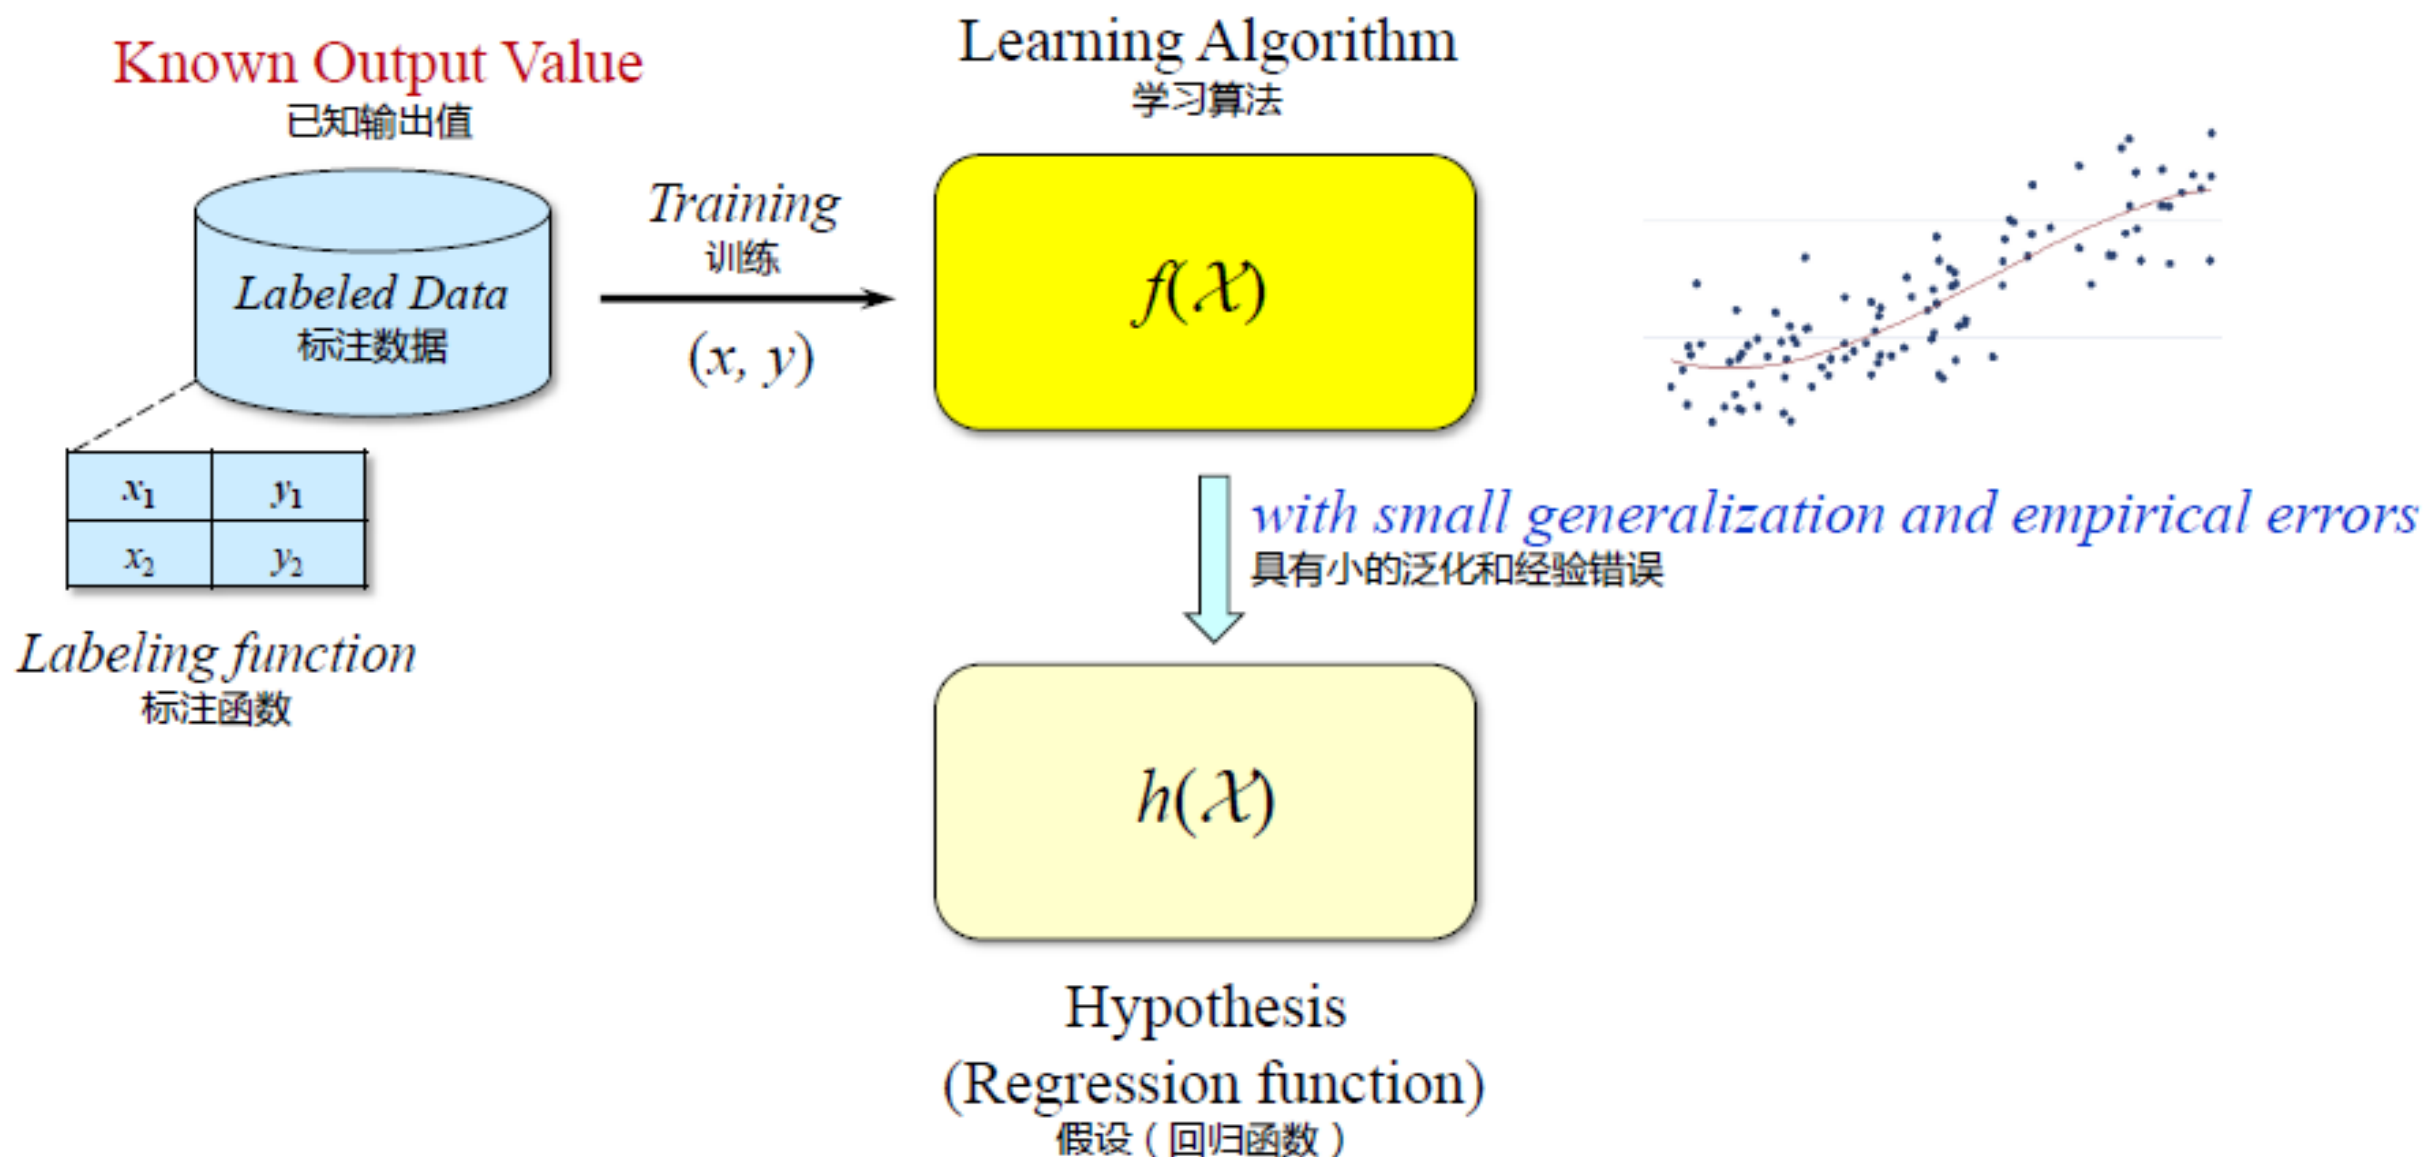 Known Output Value
已知输出值
Labeled Data
标注数据
x₁ y₁
x₂ y₂
Labeling function
标注函数
Training
训练
(x, y)
Learning Algorithm
学习算法
f(𝒳)
with small generalization and empirical errors
具有小的泛化和经验错误
h(𝒳)
Hypothesis
(Regression function)
假设（回归函数）